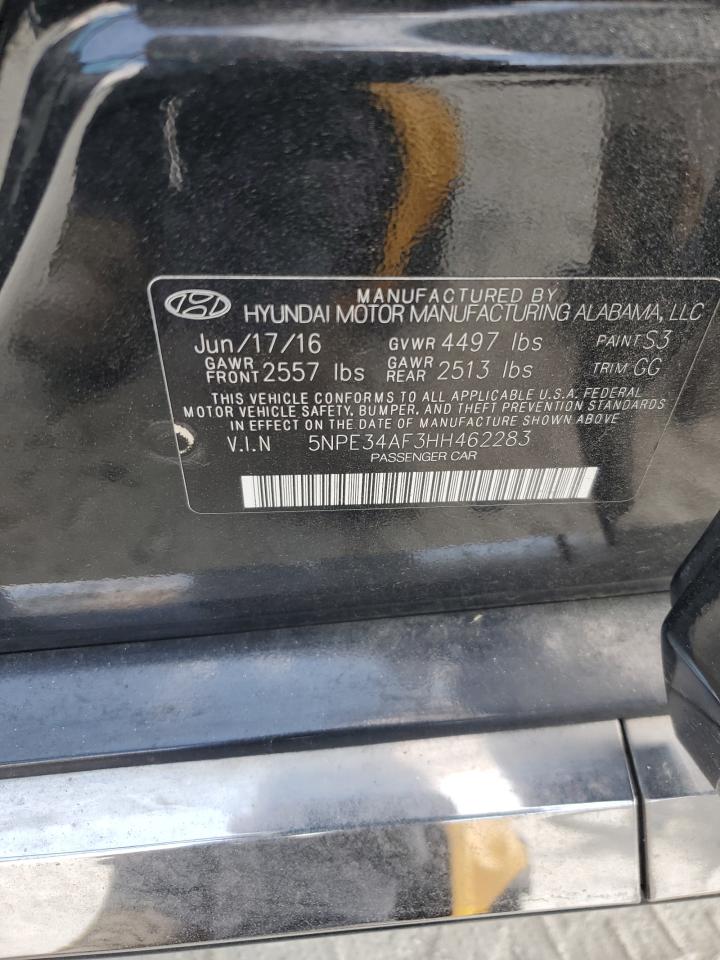 MANUFACTURED BY
HYUNDAI MOTOR MANUFACTURING ALABAMA, LLC
Jun/17/16 GVWR 4497 lbs PAINT S3
GAWR FRONT 2557 lbs GAWR REAR 2513 lbs TRIM GG
THIS VEHICLE CONFORMS TO ALL APPLICABLE U.S.A. FEDERAL
MOTOR VEHICLE SAFETY, BUMPER, AND THEFT PREVENTION STANDARDS
IN EFFECT ON THE DATE OF MANUFACTURE SHOWN ABOVE
V.I.N 5NPE34AF3HH462283
PASSENGER CAR